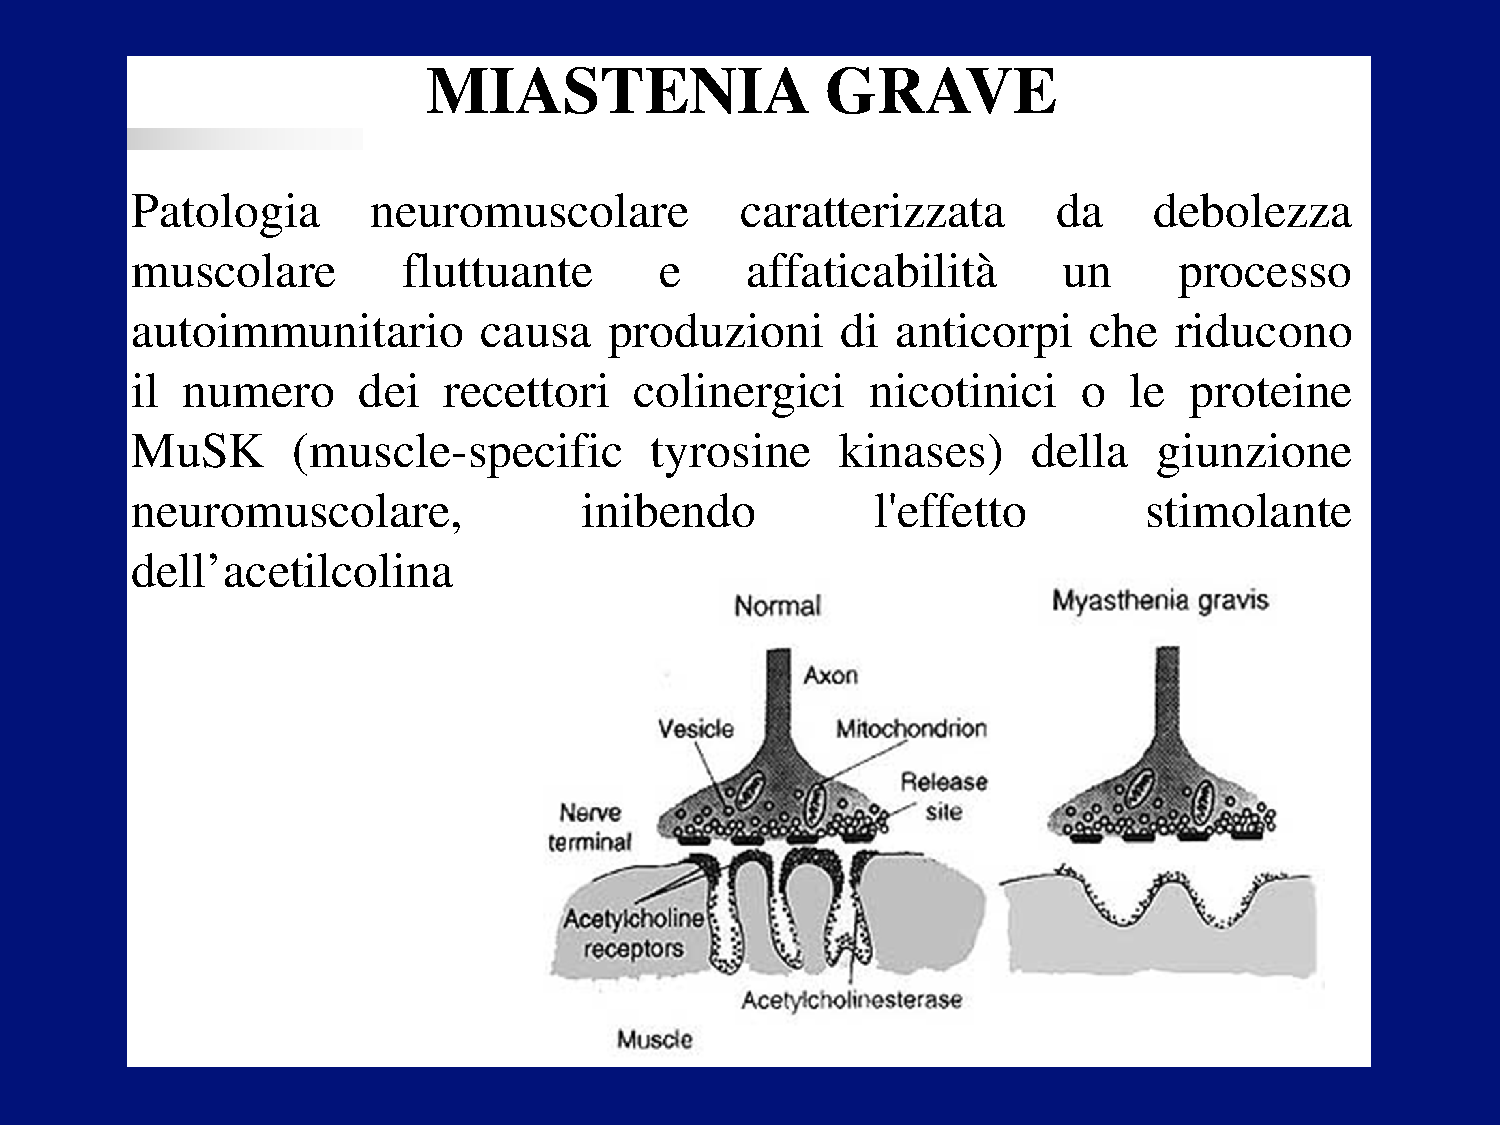 MIASTENIA GRAVE
Patologia neuromuscolare caratterizzata da debolezza
muscolare fluttuante e affaticabilità un processo
autoimmunitario causa produzioni di anticorpi che riducono
il numero dei recettori colinergici nicotinici o le proteine
MuSK (muscle-specific tyrosine kinases) della giunzione
neuromuscolare, inibendo l'effetto stimolante
dell’acetilcolina
Normal
Myasthenia gravis
Axon
Vesicle
Mitochondrion
Release
site
Nerve
terminal
Acetylcholine
receptors
Acetylcholinesterase
Muscle